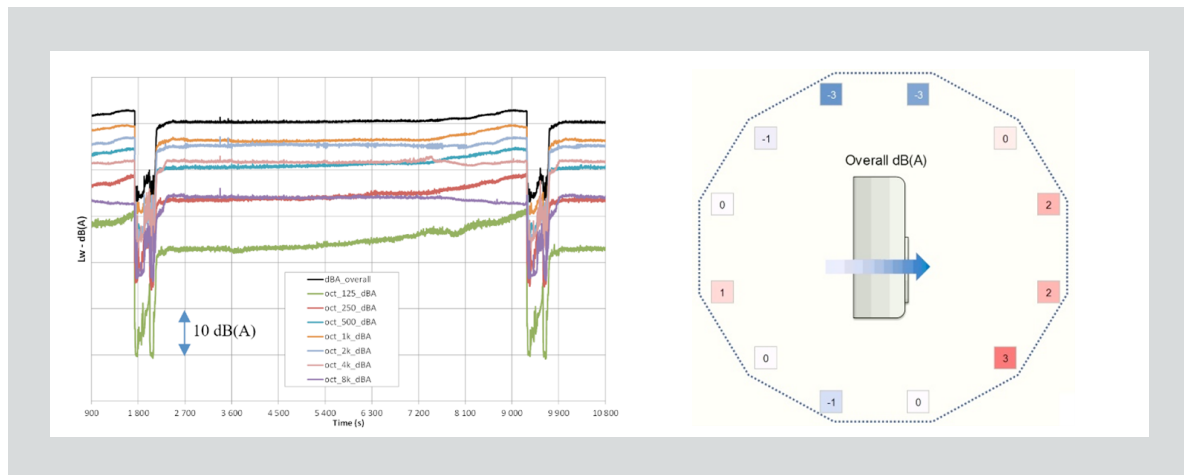 Lw - dB(A)
10 dB(A)
dBA_overall
oct_125_dBA
oct_250_dBA
oct_500_dBA
oct_1k_dBA
oct_2k_dBA
oct_4k_dBA
oct_8k_dBA
900 1 800 2 700 3 600 4 500 5 400 6 300 7 200 8 100 9 000 9 900 10 800
Time (s)
-3 -3
-1 0
Overall dB(A)
0 2
1 2
0 3
-1 0